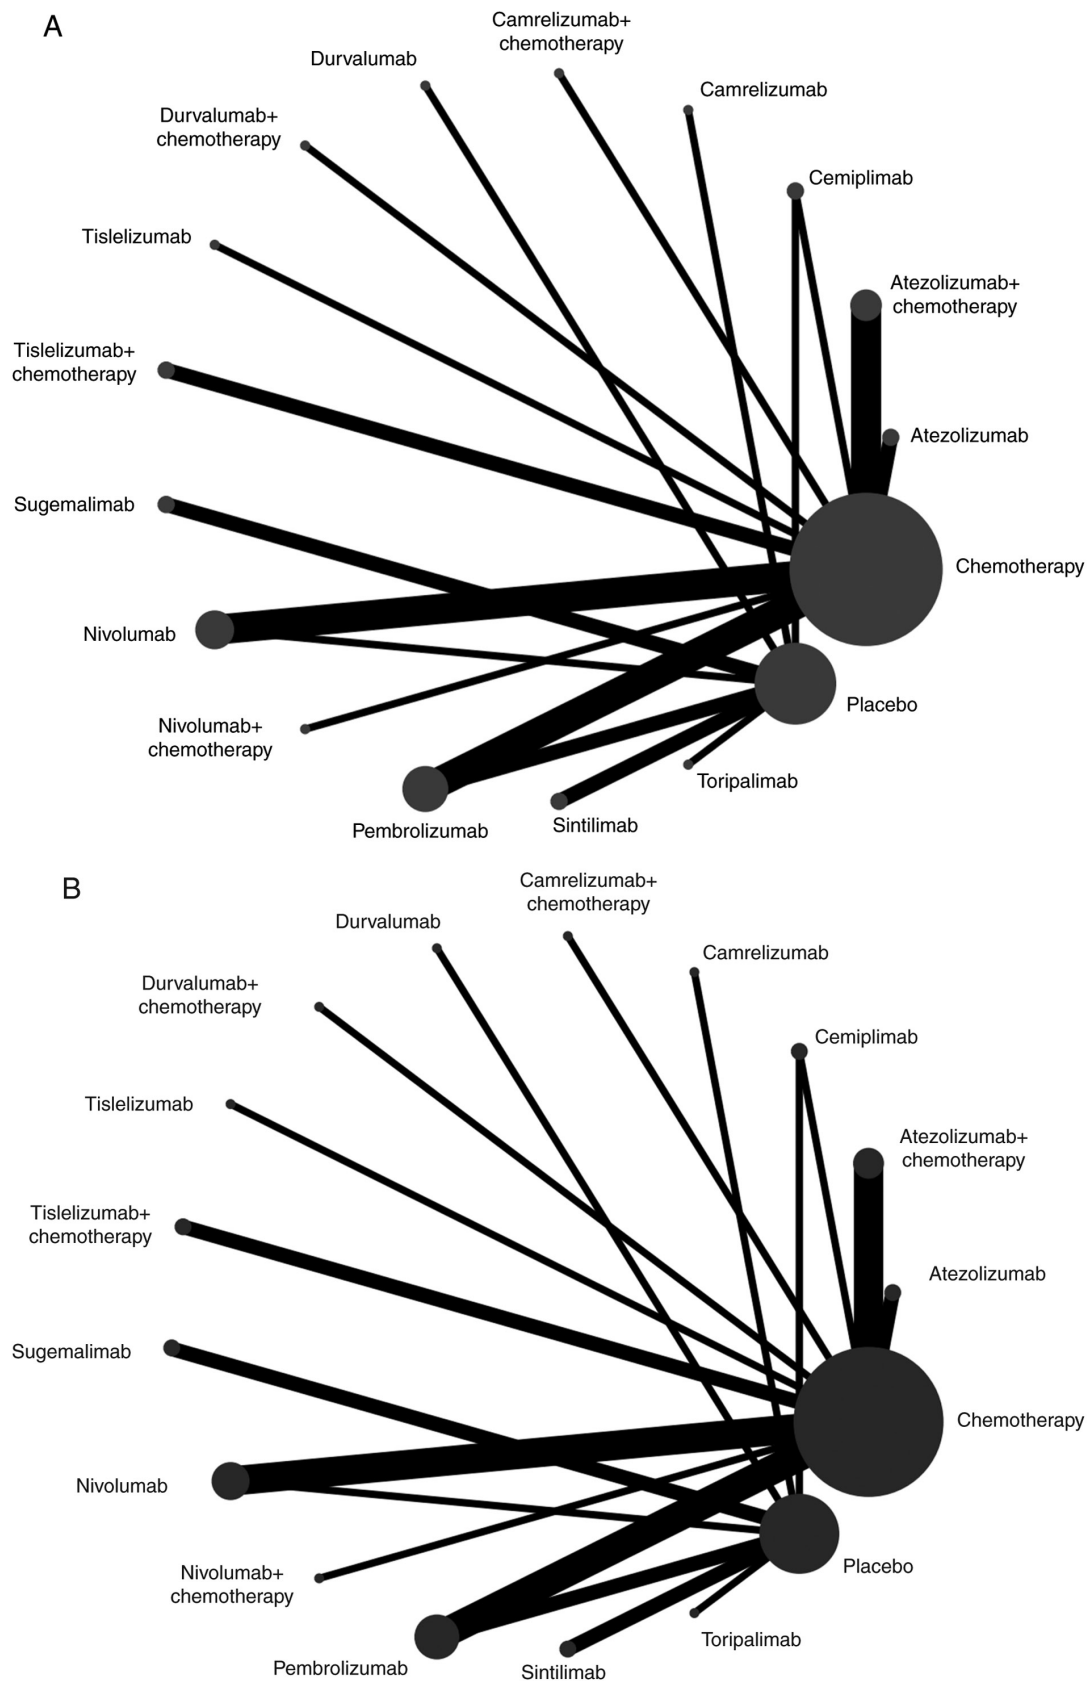 A
Camrelizumab+
chemotherapy
Durvalumab
Camrelizumab
Durvalumab+
chemotherapy
Cemiplimab
Tislelizumab
Atezolizumab+
chemotherapy
Tislelizumab+
chemotherapy
Atezolizumab
Sugemalimab
Chemotherapy
Nivolumab
Placebo
Nivolumab+
chemotherapy
Toripalimab
Pembrolizumab
Sintilimab
B
Camrelizumab+
chemotherapy
Durvalumab
Camrelizumab
Durvalumab+
chemotherapy
Cemiplimab
Tislelizumab
Atezolizumab+
chemotherapy
Tislelizumab+
chemotherapy
Atezolizumab
Sugemalimab
Chemotherapy
Nivolumab
Placebo
Nivolumab+
chemotherapy
Toripalimab
Pembrolizumab
Sintilimab